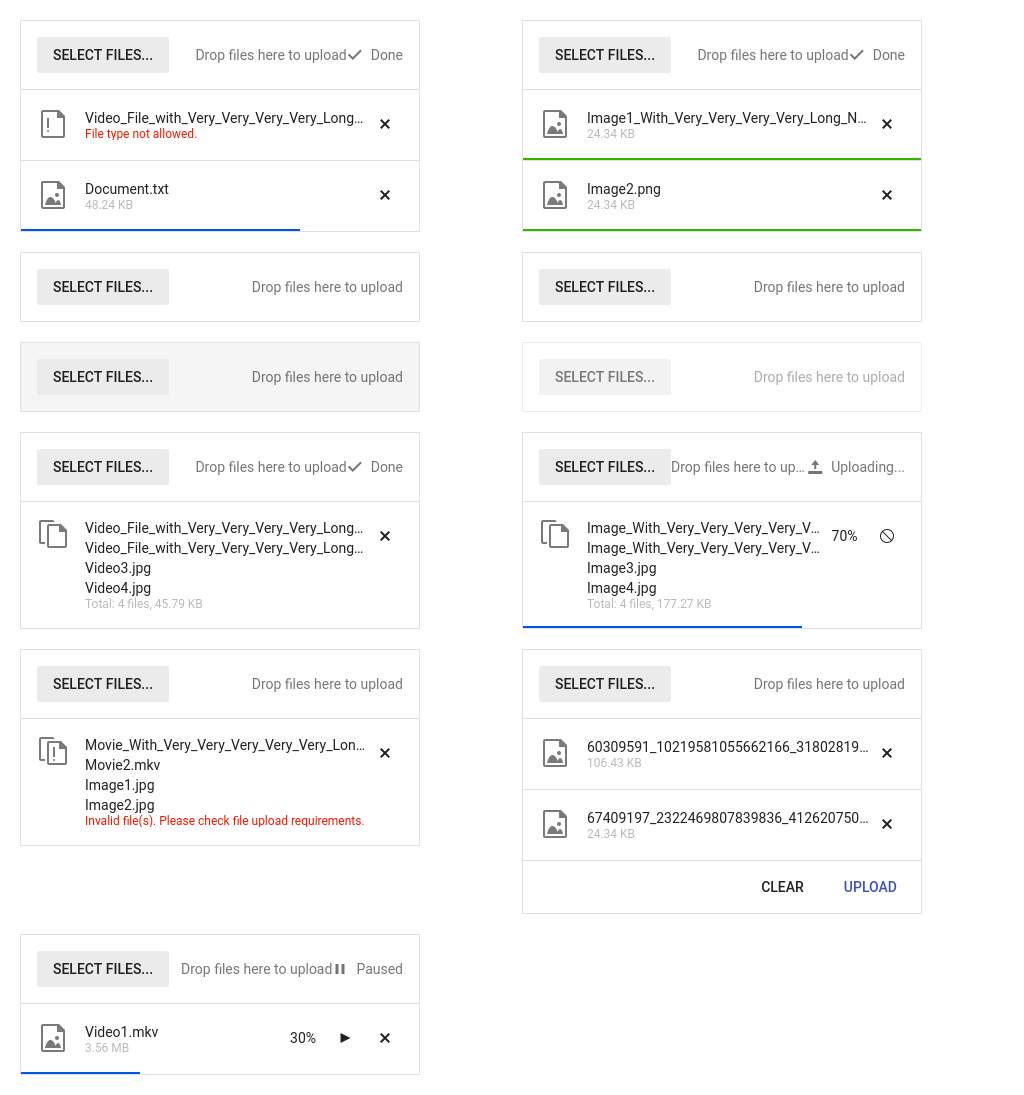 SELECT FILES...
Drop files here to upload
Done
Video_File_with_Very_Very_Very_Very_Long...
File type not allowed.
Document.txt
48.24 KB
SELECT FILES...
Drop files here to upload
Done
Image1_With_Very_Very_Very_Very_Long_N...
24.34 KB
Image2.png
24.34 KB
SELECT FILES...
Drop files here to upload
SELECT FILES...
Drop files here to upload
SELECT FILES...
Drop files here to upload
SELECT FILES...
Drop files here to upload
SELECT FILES...
Drop files here to upload
Done
Video_File_with_Very_Very_Very_Very_Long...
Video_File_with_Very_Very_Very_Very_Long...
Video3.jpg
Video4.jpg
Total: 4 files, 45.79 KB
SELECT FILES...
Drop files here to up...
Uploading...
Image_With_Very_Very_Very_Very_V...
Image_With_Very_Very_Very_Very_V...
Image3.jpg
Image4.jpg
Total: 4 files, 177.27 KB
70%
SELECT FILES...
Drop files here to upload
Movie_With_Very_Very_Very_Very_Very_Lon...
Movie2.mkv
Image1.jpg
Image2.jpg
Invalid file(s). Please check file upload requirements.
SELECT FILES...
Drop files here to upload
60309591_10219581055662166_31802819...
106.43 KB
67409197_2322469807839836_412620750...
24.34 KB
CLEAR
UPLOAD
SELECT FILES...
Drop files here to upload
Paused
Video1.mkv
3.56 MB
30%